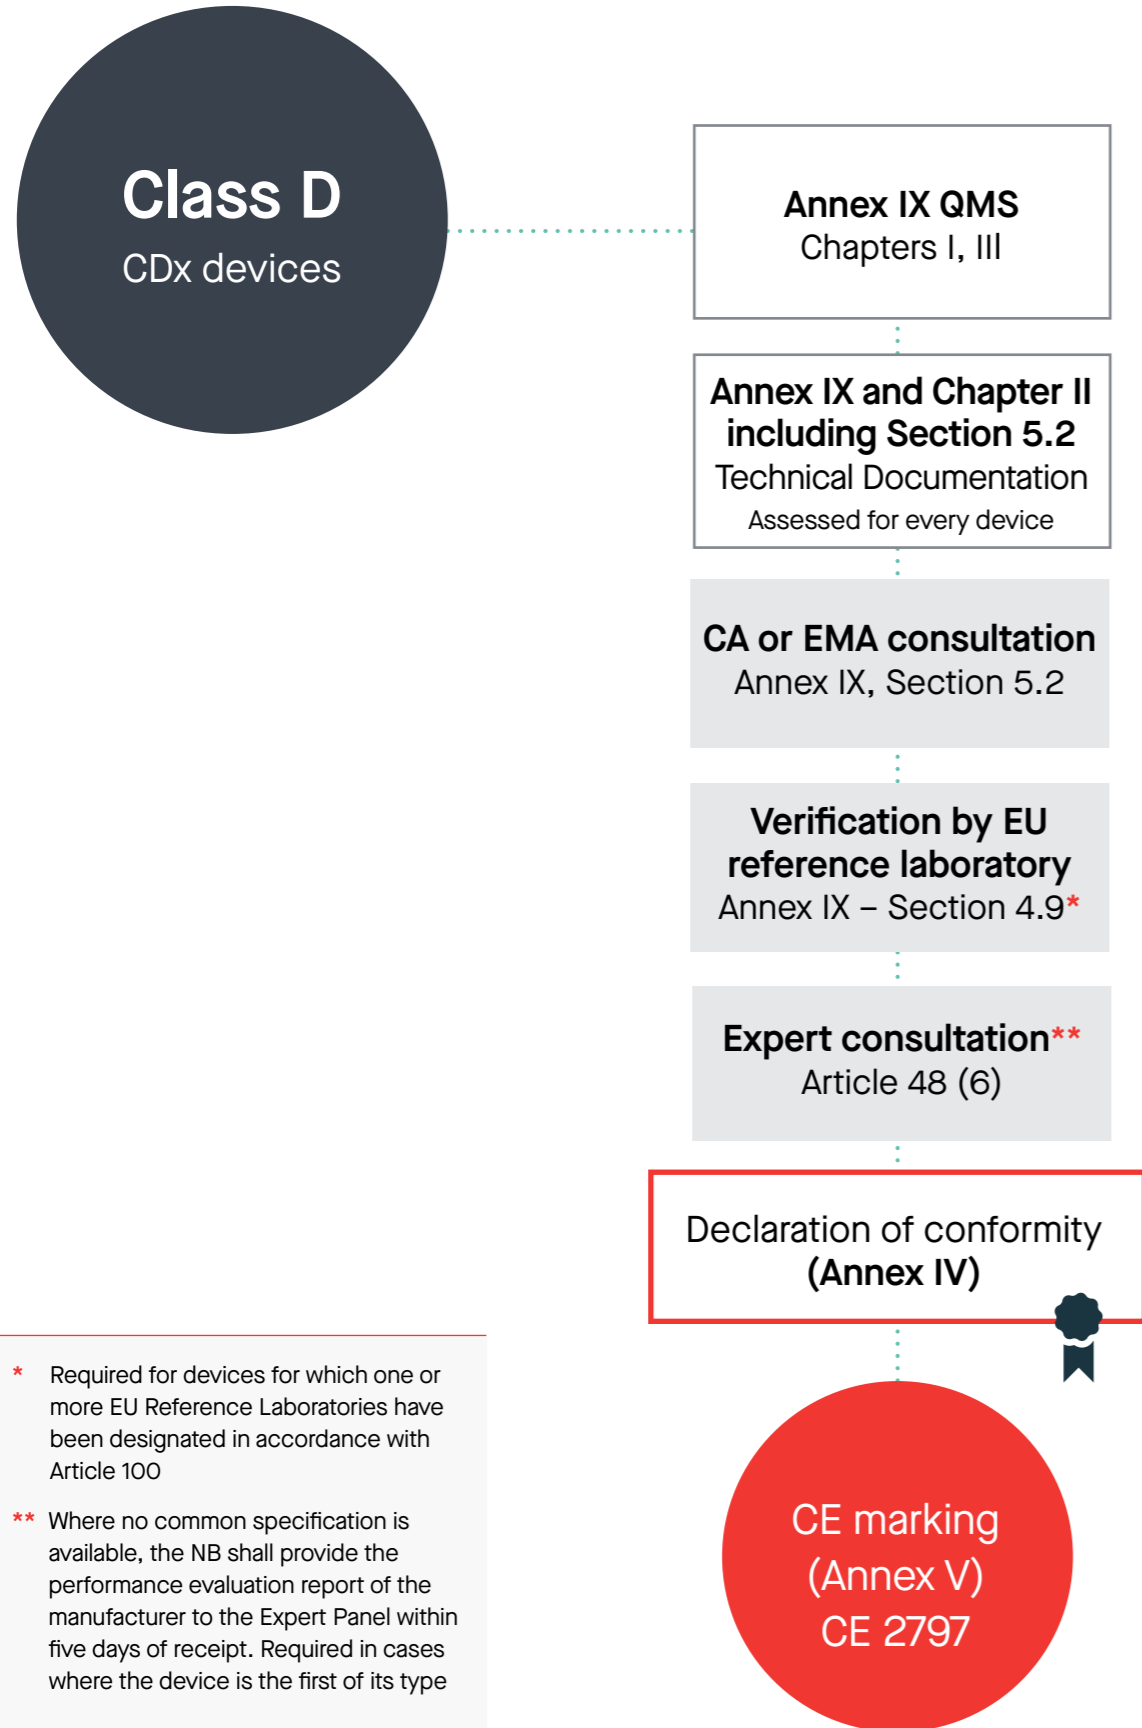 Class D
CDx devices
Annex IX QMS
Chapters I, III
Annex IX and Chapter II
including Section 5.2
Technical Documentation
Assessed for every device
CA or EMA consultation
Annex IX, Section 5.2
Verification by EU
reference laboratory
Annex IX – Section 4.9*
Expert consultation**
Article 48 (6)
Declaration of conformity
(Annex IV)
CE marking
(Annex V)
CE 2797
* Required for devices for which one or
more EU Reference Laboratories have
been designated in accordance with
Article 100
** Where no common specification is
available, the NB shall provide the
performance evaluation report of the
manufacturer to the Expert Panel within
five days of receipt. Required in cases
where the device is the first of its type